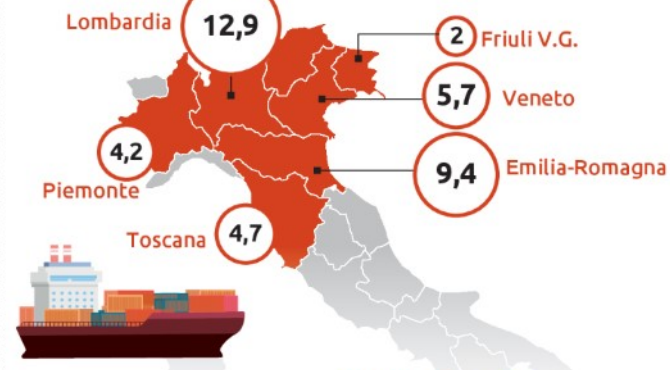 Lombardia
12,9
2 Friuli V.G.
5,7 Veneto
4,2
Piemonte
9,4 Emilia-Romagna
Toscana 4,7